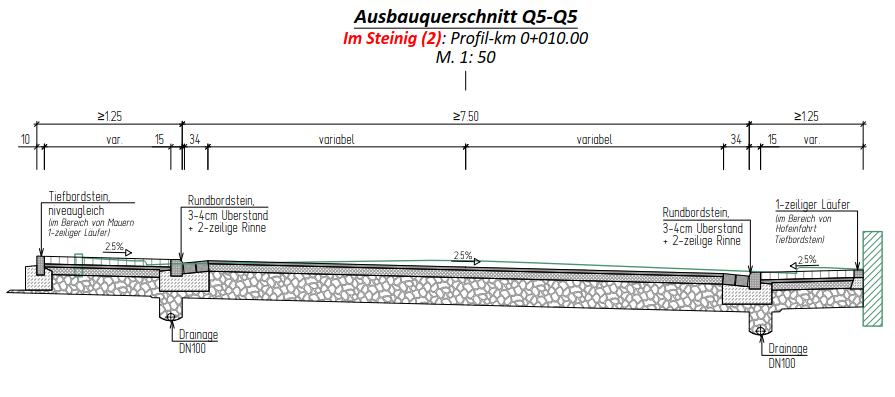 Ausbauquerschnitt Q5-Q5
Im Steinig (2): Profil-km 0+010.00
M. 1: 50
≥1.25
≥7.50
≥1.25
10
var.
15
34
variabel
variabel
34
15
var.
Tiefbordstein,
niveaugleich
(im Bereich von Mauern
1-zeiliger Läufer)
Rundbordstein,
3-4cm Überstand
+ 2-zeilige Rinne
Rundbordstein,
3-4cm Überstand
+ 2-zeilige Rinne
1-zeiliger Läufer
(im Bereich von
Hofeinfahrt
Tiefbordstein)
2.5%
2.5%
2.5%
Drainage
DN100
Drainage
DN100